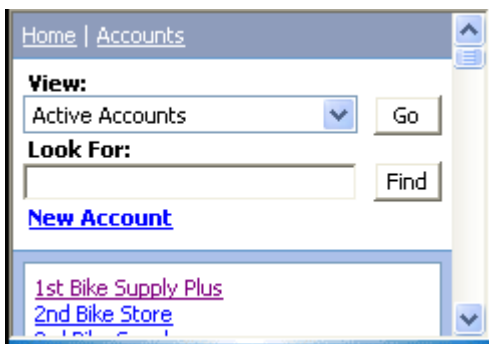 Home | Accounts
View:
Active Accounts
Go
Look For:
Find
New Account
1st Bike Supply Plus
2nd Bike Store